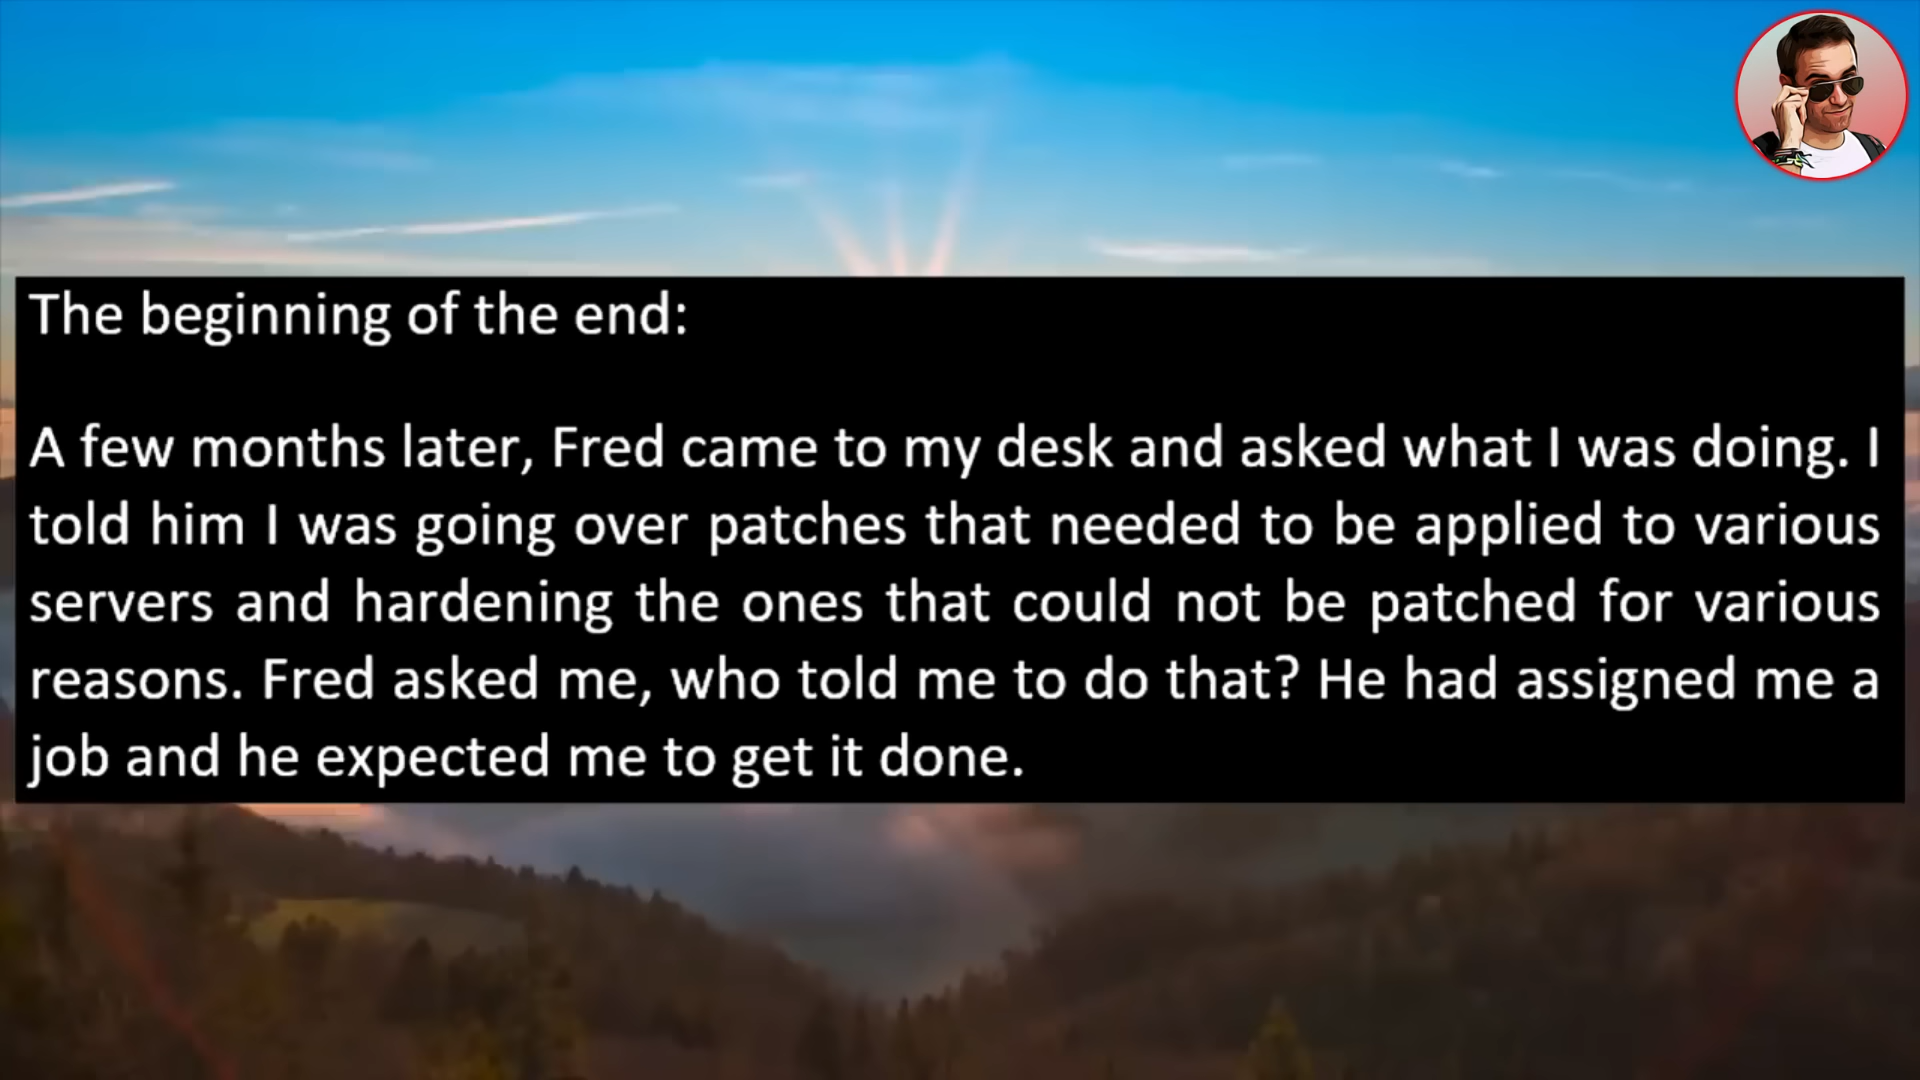 The beginning of the end:
A few months later, Fred came to my desk and asked what I was doing. I
told him I was going over patches that needed to be applied to various
servers and hardening the ones that could not be patched for various
reasons. Fred asked me, who told me to do that? He had assigned me a
job and he expected me to get it done.